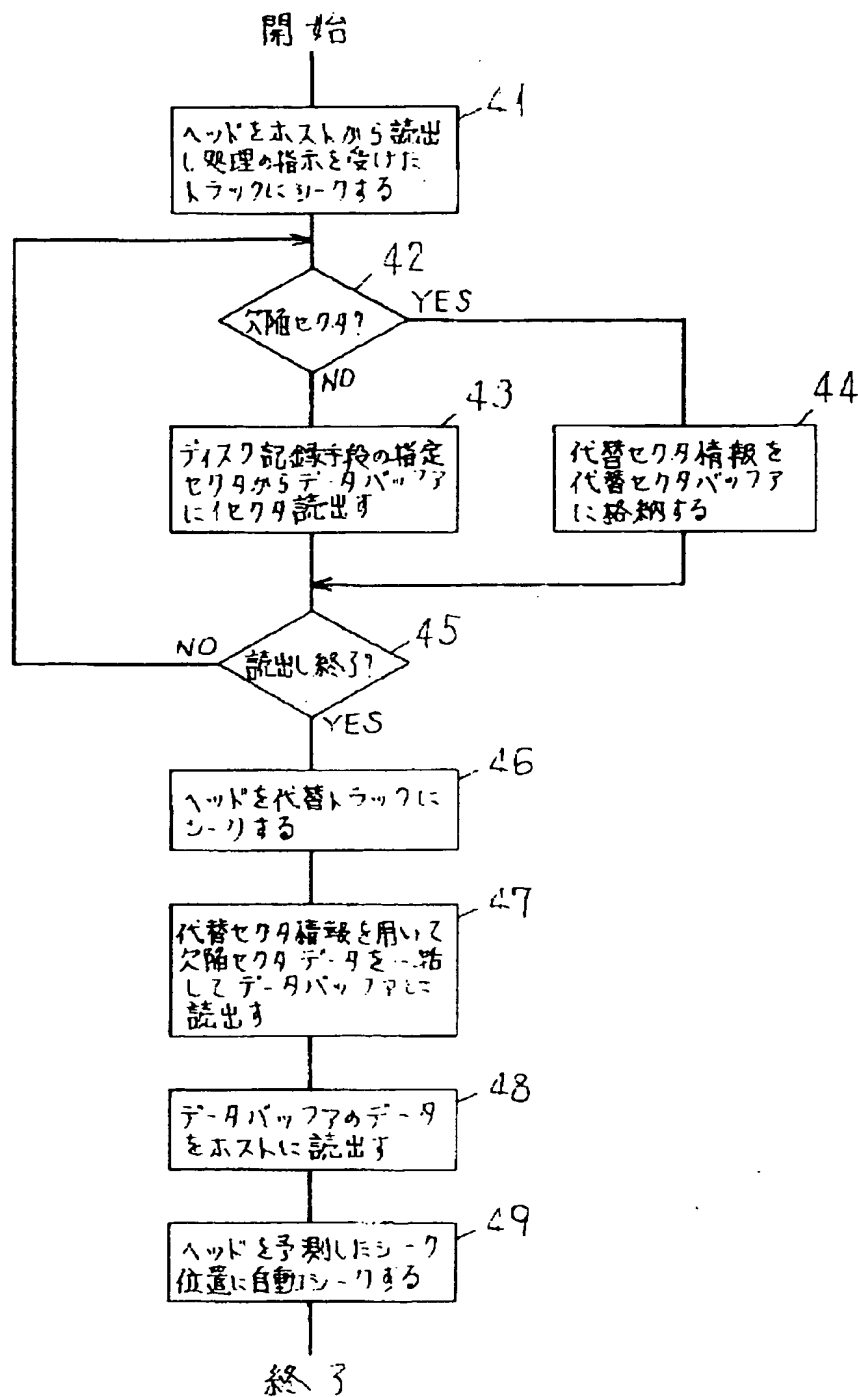 開始
41
ヘッドをホストから読出
し処理の指示を受けた
トラックにシークする
42
欠陥セクタ?
YES
NO
43
ディスク記録手段の指定
セクタからデータバッファ
に1セクタ読出す
44
代替セクタ情報を
代替セクタバッファ
に格納する
45
読出し終了?
NO
YES
46
ヘッドを代替トラックに
シークする
47
代替セクタ情報を用いて
欠陥セクタデータを一括
してデータバッファに
読出す
48
データバッファのデータ
をホストに読出す
49
ヘッドを予測したシーク
位置に自動シークする
終了